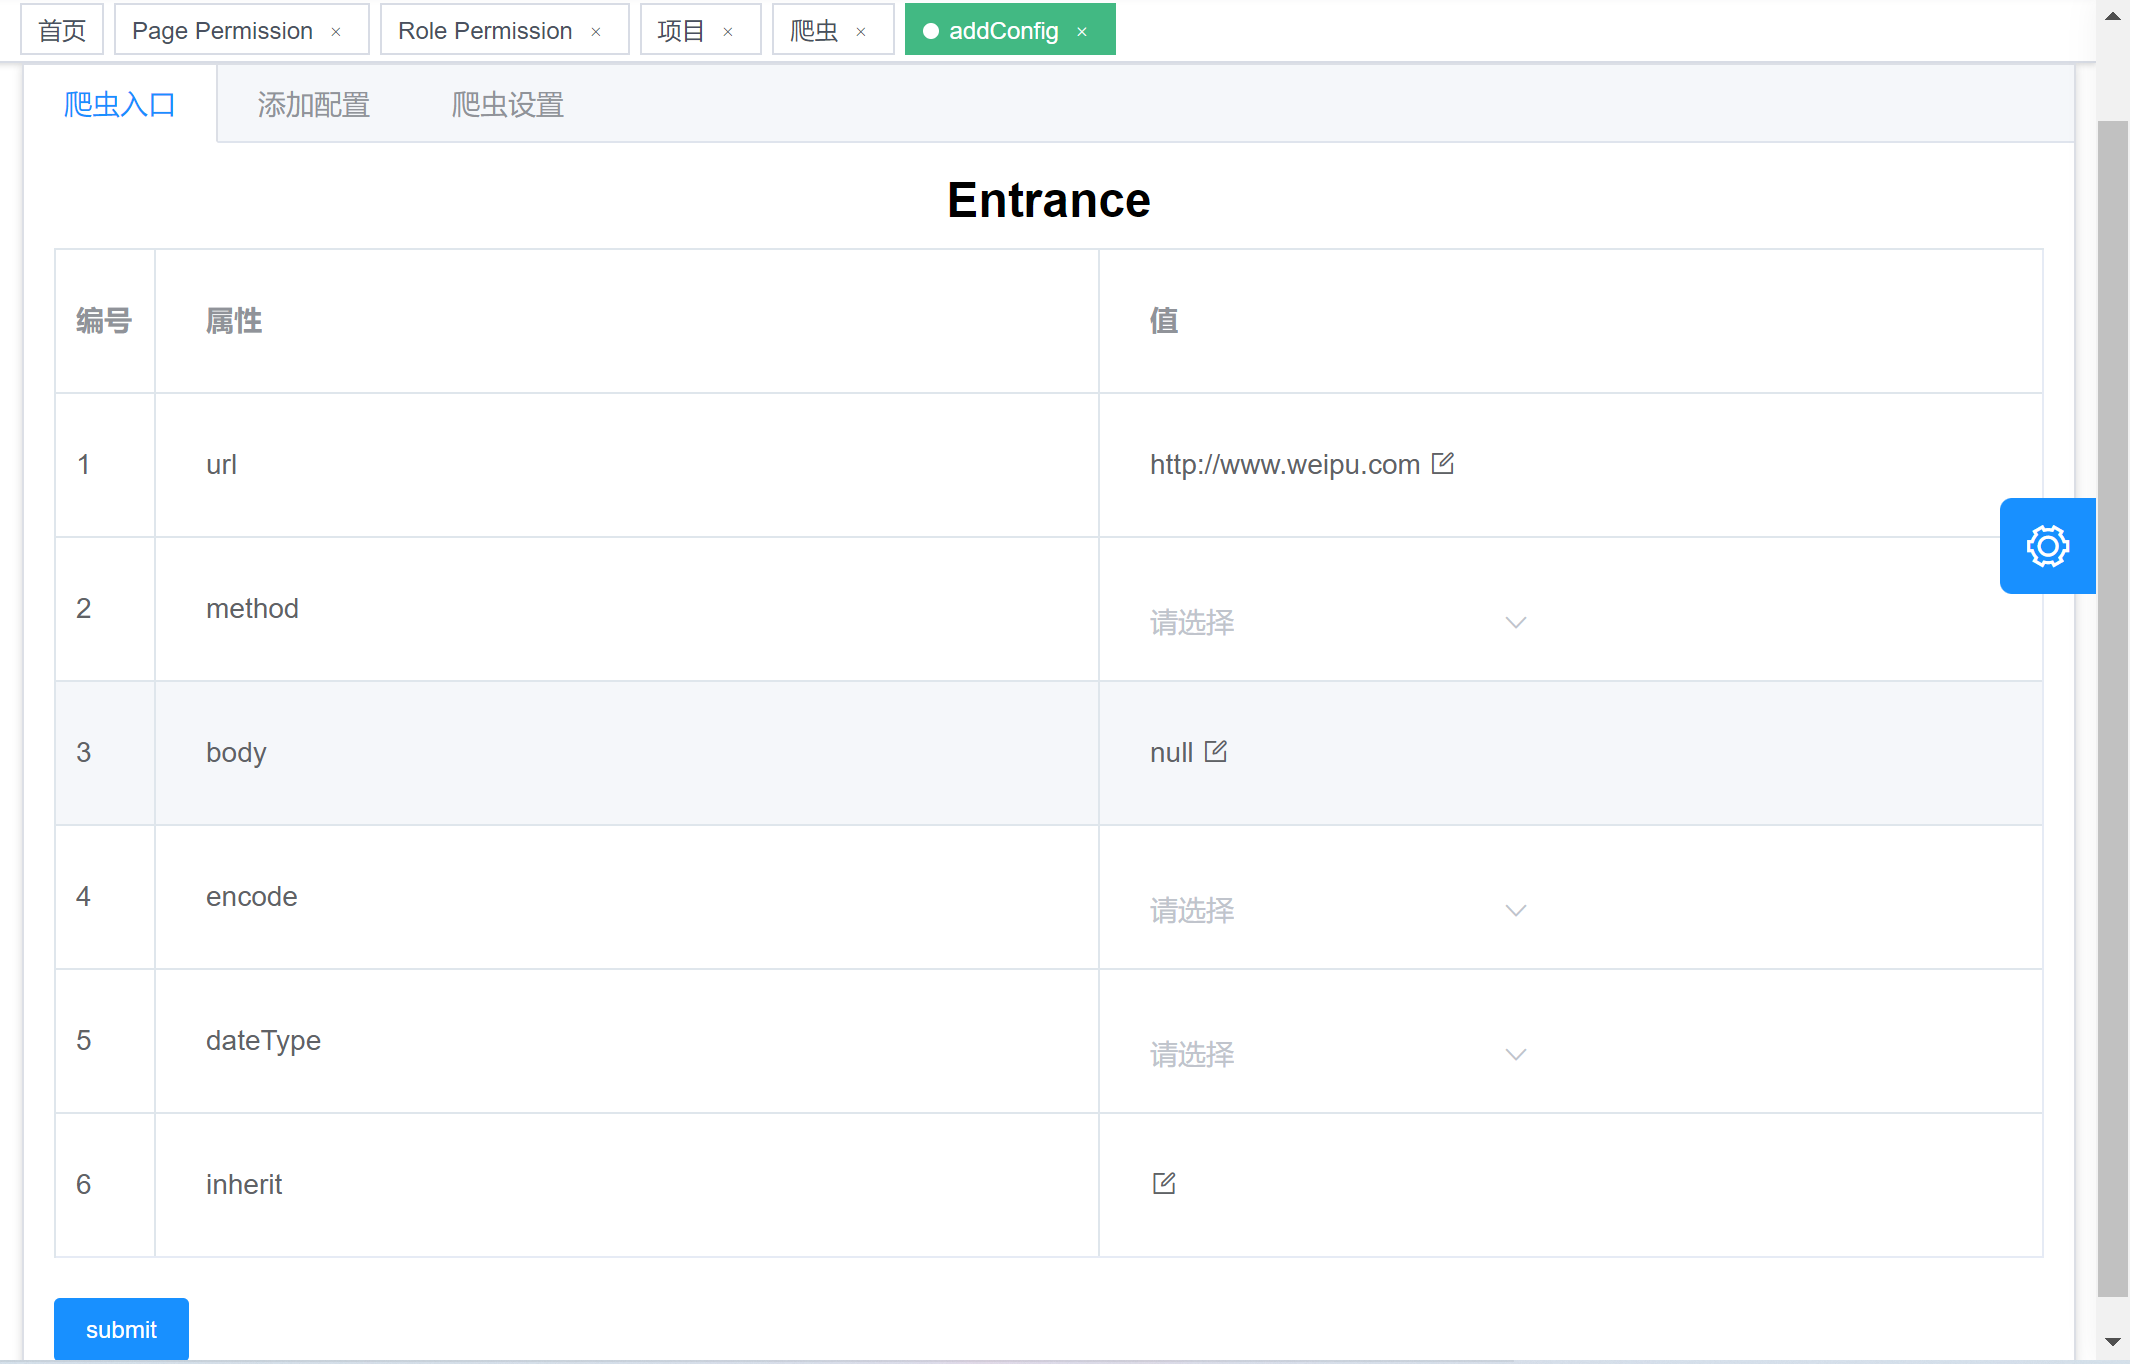 首页 Page Permission × Role Permission × 项目 × 爬虫 × addConfig ×
爬虫入口 添加配置 爬虫设置
Entrance
编号 属性 值
1 url http://www.weipu.com
2 method 请选择
3 body null
4 encode 请选择
5 dateType 请选择
6 inherit
submit